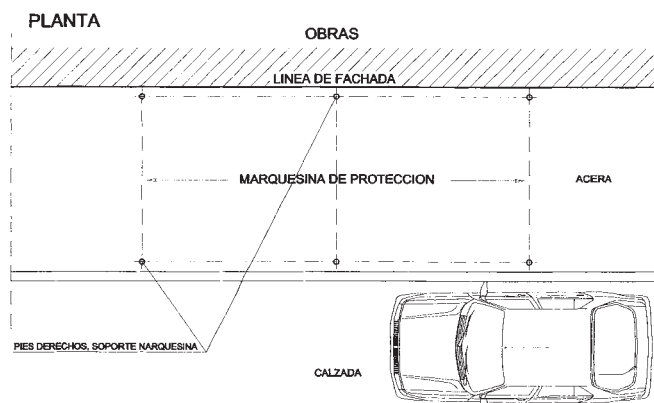 PLANTA
OBRAS
LINEA DE FACHADA
MARQUESINA DE PROTECCION
ACERA
PIES DERECHOS, SOPORTE NARQUESINA
CALZADA